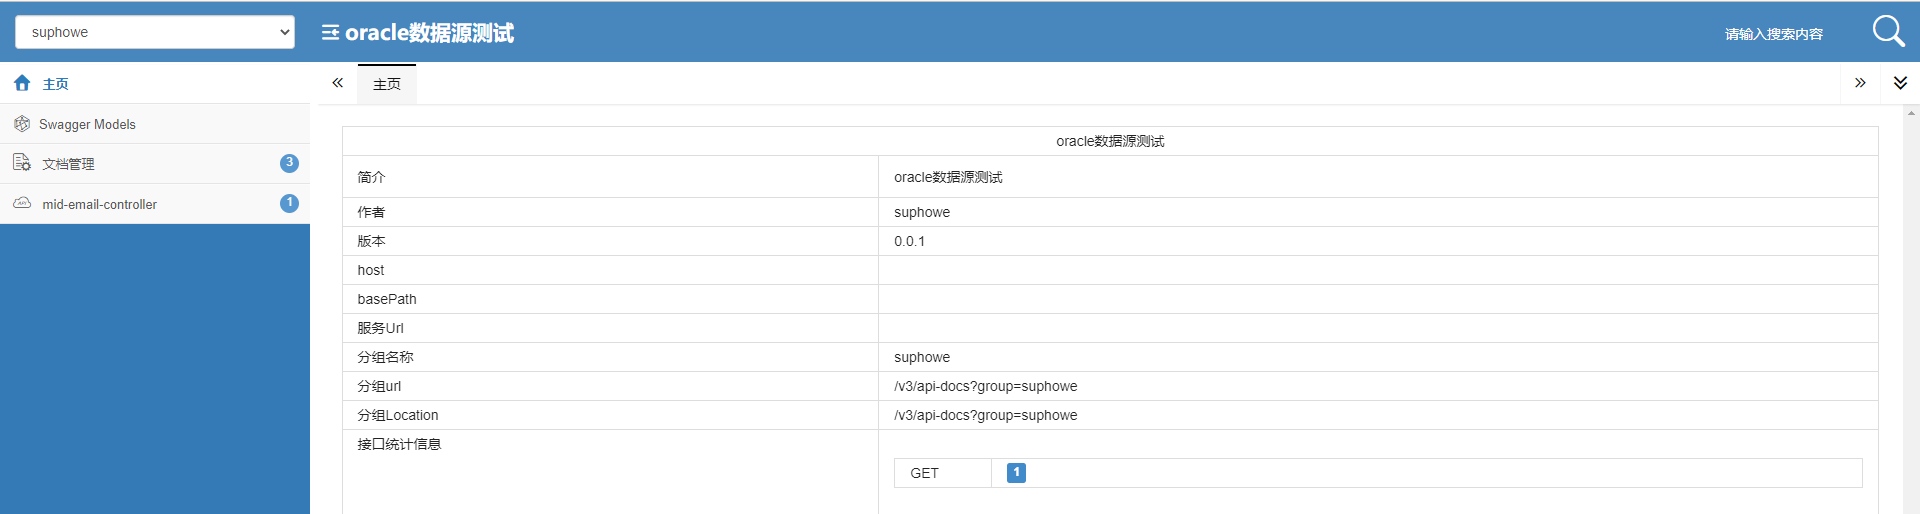 suphowe
oracle数据源测试
请输入搜索内容
主页
Swagger Models
文档管理 3
mid-email-controller 1
主页
oracle数据源测试
简介 oracle数据源测试
作者 suphowe
版本 0.0.1
host
basePath
服务Url
分组名称 suphowe
分组url /v3/api-docs?group=suphowe
分组Location /v3/api-docs?group=suphowe
接口统计信息
GET 1